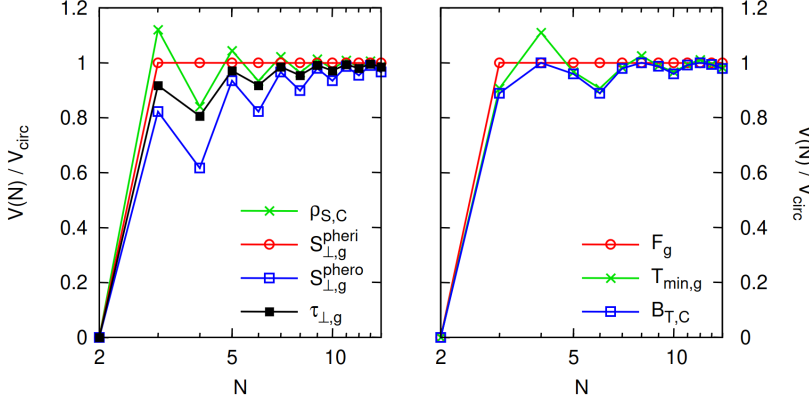 V(N) / V_circ
1.2
1
0.8
0.6
0.4
0.2
0
2
5
10
N
ρ_S,C
S_⊥,g^pheri
S_⊥,g^phero
τ_⊥,g
2
5
10
N
F_g
T_min,g
B_T,C
1.2
1
0.8
0.6
0.4
0.2
0
V(N) / V_circ